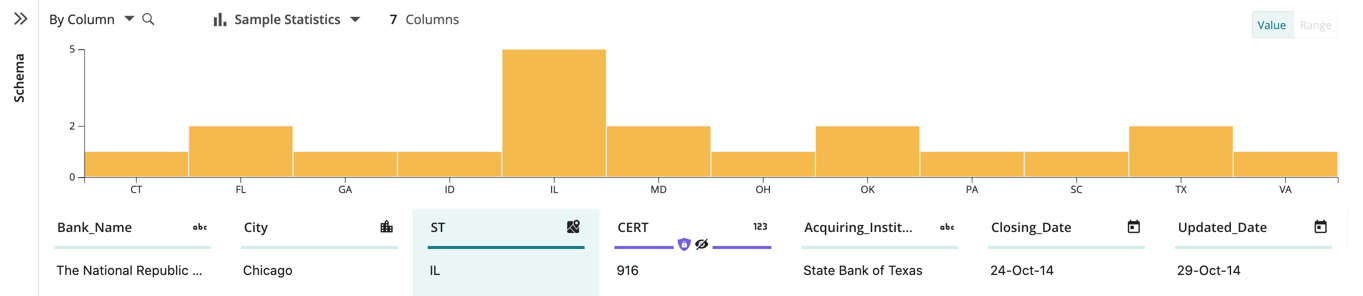 By Column Sample Statistics 7 Columns
Value Range
Schema
5
2
0
CT FL GA ID IL MD OH OK PA SC TX VA
Bank_Name abc City ST CERT 123 Acquiring_Instit... abc Closing_Date Updated_Date
The National Republic ... Chicago IL 916 State Bank of Texas 24-Oct-14 29-Oct-14